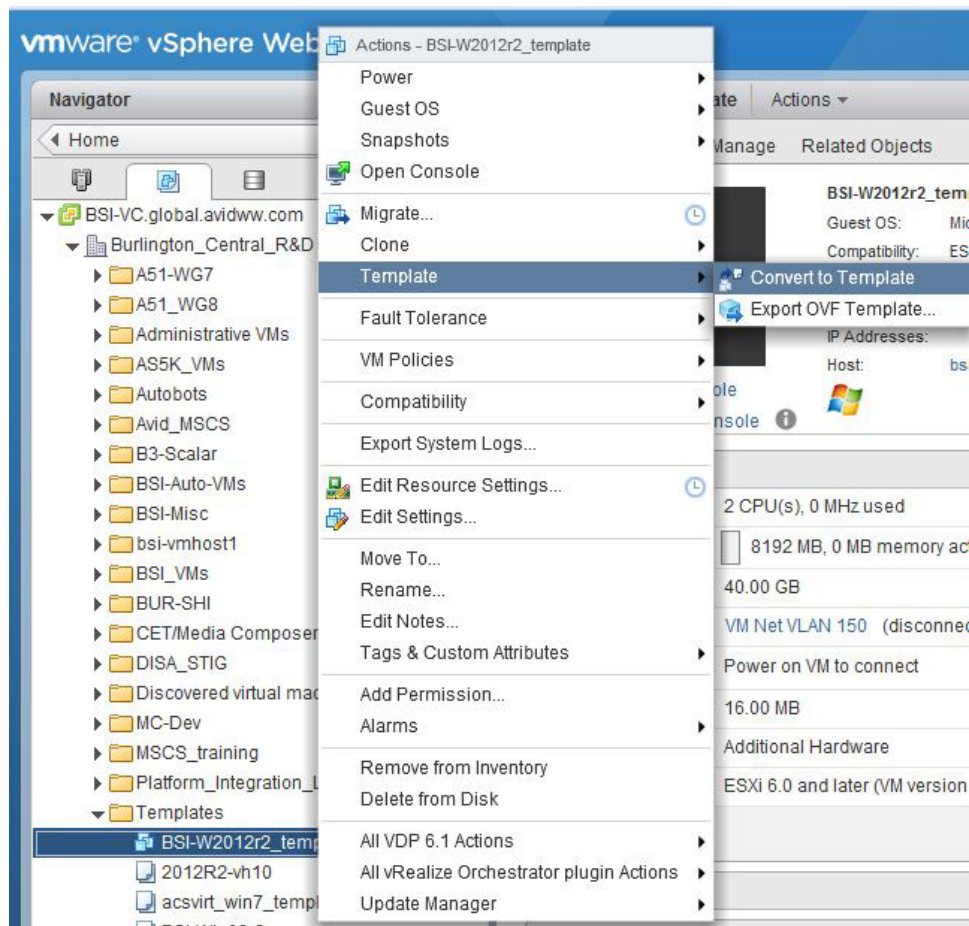 vmware® vSphere Web
Actions - BSI-W2012r2_template
Power
Guest OS
Snapshots
Open Console
Migrate...
Clone
Template
Fault Tolerance
VM Policies
Compatibility
Export System Logs...
Edit Resource Settings...
Edit Settings...
Move To...
Rename...
Edit Notes...
Tags & Custom Attributes
Add Permission...
Alarms
Remove from Inventory
Delete from Disk
All VDP 6.1 Actions
All vRealize Orchestrator plugin Actions
Update Manager
Convert to Template
Export OVF Template...
Navigator
Home
BSI-VC.global.avidww.com
Burlington_Central_R&D
A51-WG7
A51_WG8
Administrative VMs
AS5K_VMs
Autobots
Avid_MSCS
B3-Scalar
BSI-Auto-VMs
BSI-Misc
bsi-vmhost1
BSI_VMs
BUR-SHI
CET/Media Composer
DISA_STIG
Discovered virtual mac
MC-Dev
MSCS_training
Platform_Integration_L
Templates
BSI-W2012r2_temp
2012R2-vh10
acsvirt_win7_templ
ate Actions
Manage Related Objects
BSI-W2012r2_temp
Guest OS: Mic
Compatibility: ES
IP Addresses:
Host: bs
ole
nsole
2 CPU(s), 0 MHz used
8192 MB, 0 MB memory act
40.00 GB
VM Net VLAN 150 (disconnec
Power on VM to connect
16.00 MB
Additional Hardware
ESXi 6.0 and later (VM version